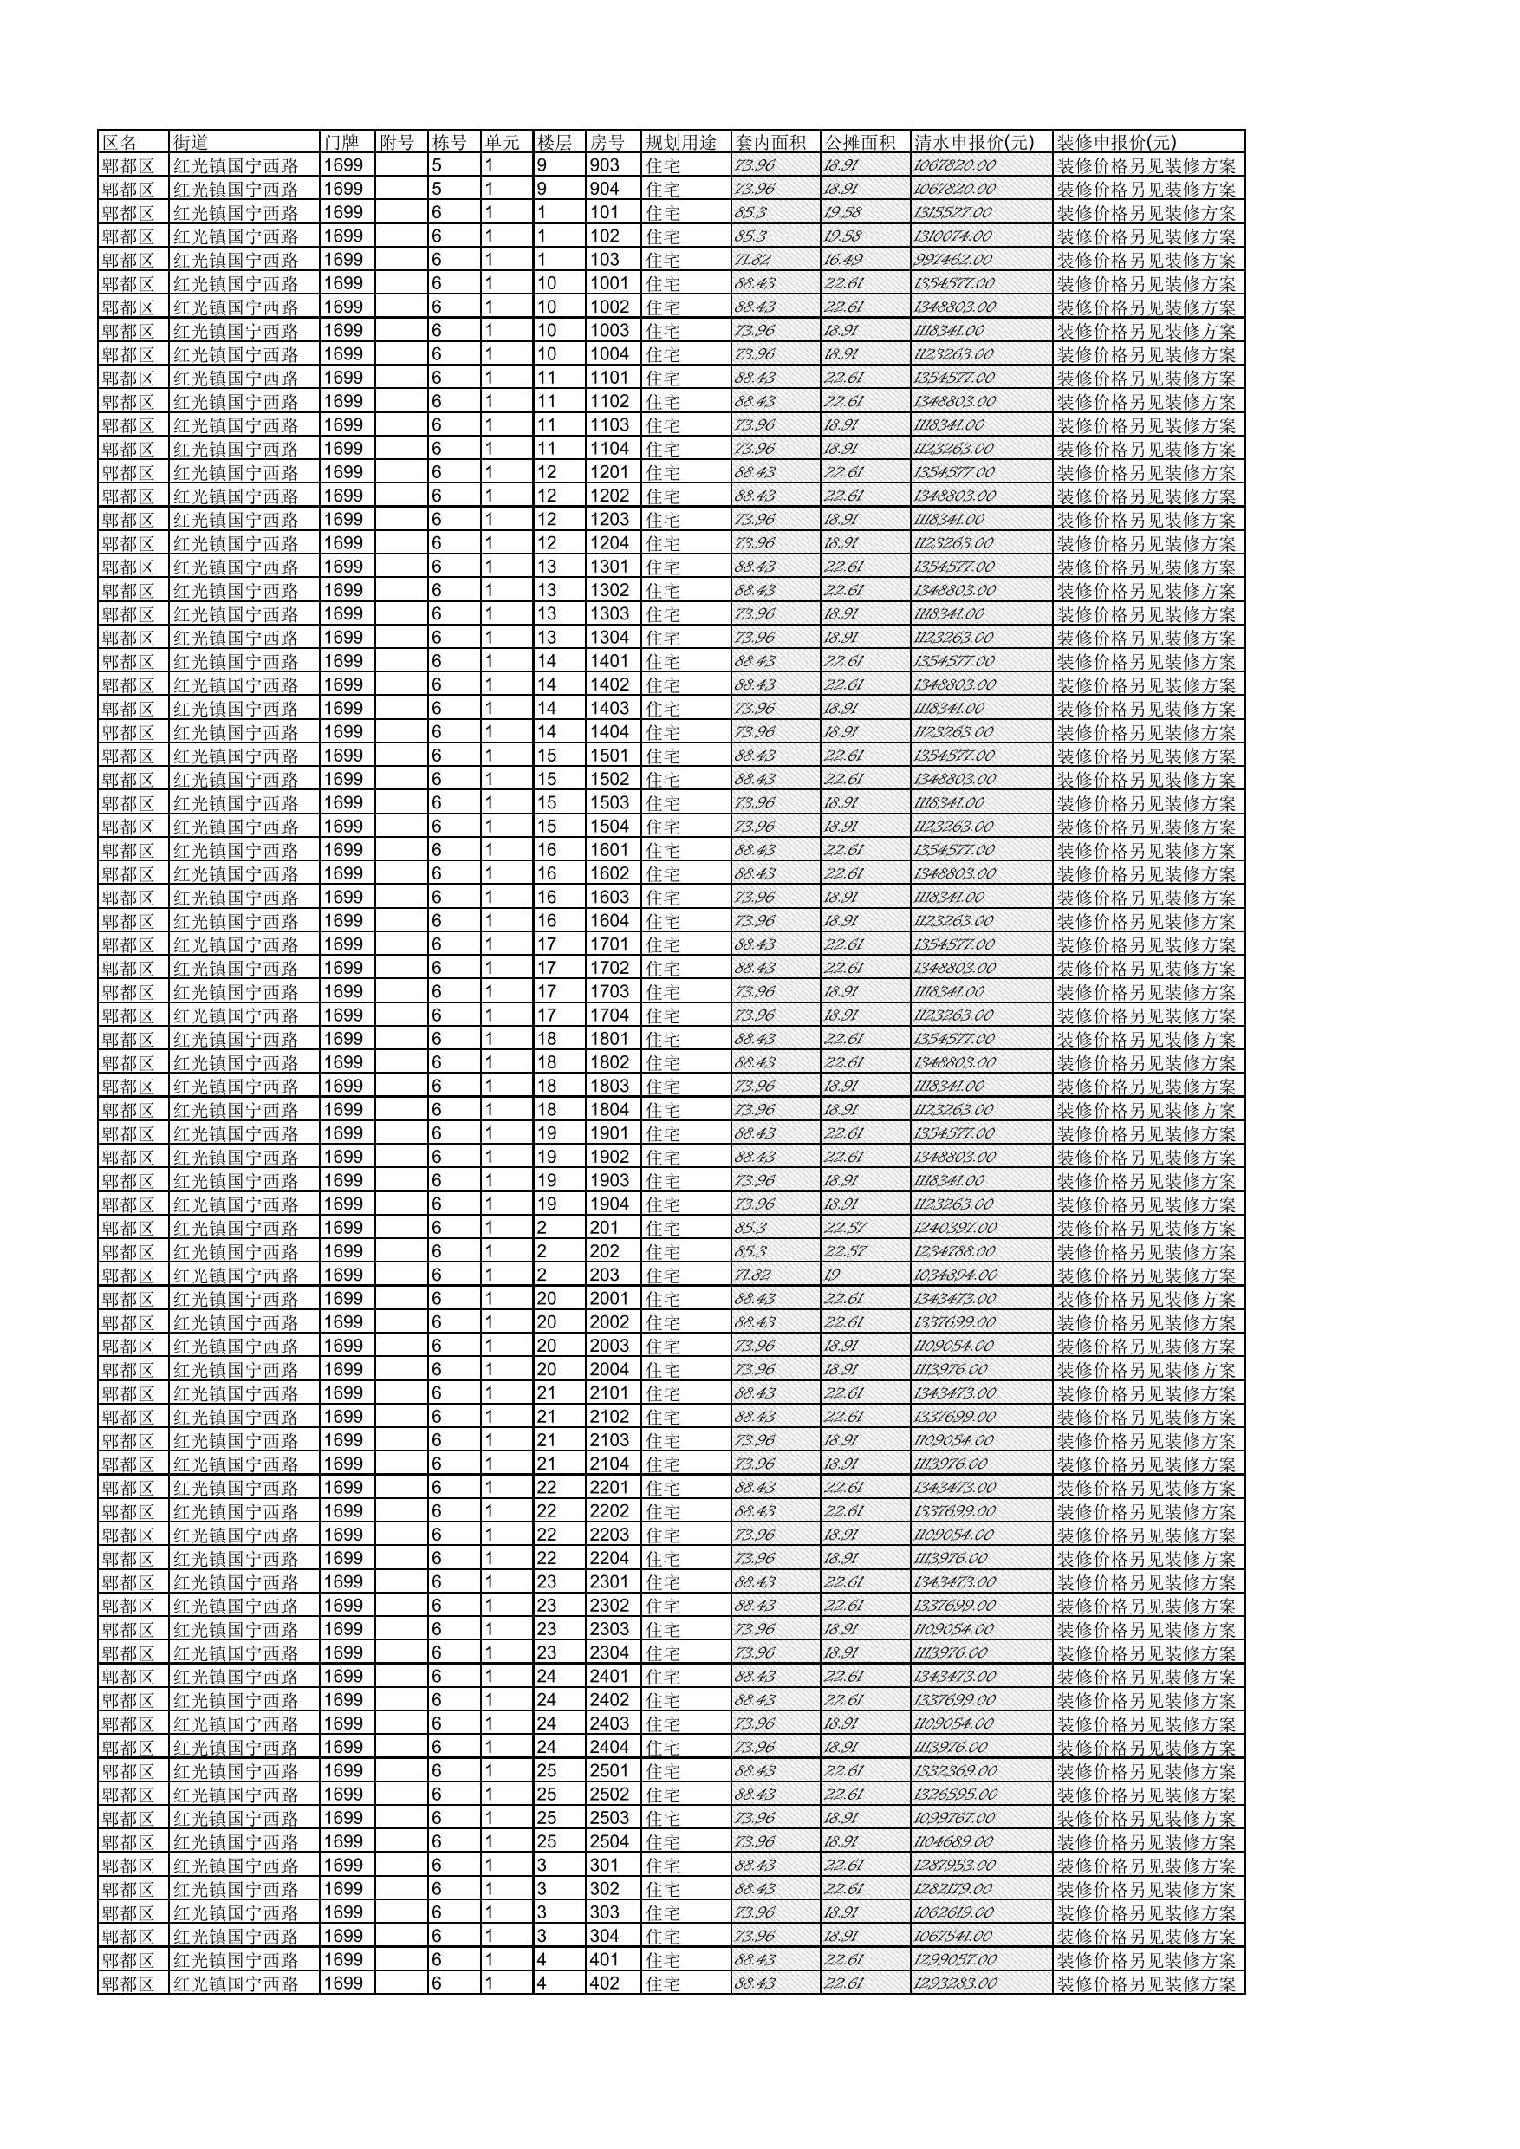 区名 街道 门牌 附号 栋号 单元 楼层 房号 规划用途 套内面积 公摊面积 清水申报价(元) 装修申报价(元)
郫都区 红光镇国宁西路 1699 5 1 9 903 住宅 73.96 18.91 1067820.00 装修价格另见装修方案
郫都区 红光镇国宁西路 1699 5 1 9 904 住宅 73.96 18.91 1067820.00 装修价格另见装修方案
郫都区 红光镇国宁西路 1699 6 1 1 101 住宅 85.3 19.58 1315527.00 装修价格另见装修方案
郫都区 红光镇国宁西路 1699 6 1 1 102 住宅 85.3 19.58 1310074.00 装修价格另见装修方案
郫都区 红光镇国宁西路 1699 6 1 1 103 住宅 71.82 16.49 997462.00 装修价格另见装修方案
郫都区 红光镇国宁西路 1699 6 1 10 1001 住宅 88.43 22.61 1354577.00 装修价格另见装修方案
郫都区 红光镇国宁西路 1699 6 1 10 1002 住宅 88.43 22.61 1348803.00 装修价格另见装修方案
郫都区 红光镇国宁西路 1699 6 1 10 1003 住宅 73.96 18.91 1118341.00 装修价格另见装修方案
郫都区 红光镇国宁西路 1699 6 1 10 1004 住宅 73.96 18.91 1123263.00 装修价格另见装修方案
郫都区 红光镇国宁西路 1699 6 1 11 1101 住宅 88.43 22.61 1354577.00 装修价格另见装修方案
郫都区 红光镇国宁西路 1699 6 1 11 1102 住宅 88.43 22.61 1348803.00 装修价格另见装修方案
郫都区 红光镇国宁西路 1699 6 1 11 1103 住宅 73.96 18.91 1118341.00 装修价格另见装修方案
郫都区 红光镇国宁西路 1699 6 1 11 1104 住宅 73.96 18.91 1123263.00 装修价格另见装修方案
郫都区 红光镇国宁西路 1699 6 1 12 1201 住宅 88.43 22.61 1354577.00 装修价格另见装修方案
郫都区 红光镇国宁西路 1699 6 1 12 1202 住宅 88.43 22.61 1348803.00 装修价格另见装修方案
郫都区 红光镇国宁西路 1699 6 1 12 1203 住宅 73.96 18.91 1118341.00 装修价格另见装修方案
郫都区 红光镇国宁西路 1699 6 1 12 1204 住宅 73.96 18.91 1123263.00 装修价格另见装修方案
郫都区 红光镇国宁西路 1699 6 1 13 1301 住宅 88.43 22.61 1354577.00 装修价格另见装修方案
郫都区 红光镇国宁西路 1699 6 1 13 1302 住宅 88.43 22.61 1348803.00 装修价格另见装修方案
郫都区 红光镇国宁西路 1699 6 1 13 1303 住宅 73.96 18.91 1118341.00 装修价格另见装修方案
郫都区 红光镇国宁西路 1699 6 1 13 1304 住宅 73.96 18.91 1123263.00 装修价格另见装修方案
郫都区 红光镇国宁西路 1699 6 1 14 1401 住宅 88.43 22.61 1354577.00 装修价格另见装修方案
郫都区 红光镇国宁西路 1699 6 1 14 1402 住宅 88.43 22.61 1348803.00 装修价格另见装修方案
郫都区 红光镇国宁西路 1699 6 1 14 1403 住宅 73.96 18.91 1118341.00 装修价格另见装修方案
郫都区 红光镇国宁西路 1699 6 1 14 1404 住宅 73.96 18.91 1123263.00 装修价格另见装修方案
郫都区 红光镇国宁西路 1699 6 1 15 1501 住宅 88.43 22.61 1354577.00 装修价格另见装修方案
郫都区 红光镇国宁西路 1699 6 1 15 1502 住宅 88.43 22.61 1348803.00 装修价格另见装修方案
郫都区 红光镇国宁西路 1699 6 1 15 1503 住宅 73.96 18.91 1118341.00 装修价格另见装修方案
郫都区 红光镇国宁西路 1699 6 1 15 1504 住宅 73.96 18.91 1123263.00 装修价格另见装修方案
郫都区 红光镇国宁西路 1699 6 1 16 1601 住宅 88.43 22.61 1354577.00 装修价格另见装修方案
郫都区 红光镇国宁西路 1699 6 1 16 1602 住宅 88.43 22.61 1348803.00 装修价格另见装修方案
郫都区 红光镇国宁西路 1699 6 1 16 1603 住宅 73.96 18.91 1118341.00 装修价格另见装修方案
郫都区 红光镇国宁西路 1699 6 1 16 1604 住宅 73.96 18.91 1123263.00 装修价格另见装修方案
郫都区 红光镇国宁西路 1699 6 1 17 1701 住宅 88.43 22.61 1354577.00 装修价格另见装修方案
郫都区 红光镇国宁西路 1699 6 1 17 1702 住宅 88.43 22.61 1348803.00 装修价格另见装修方案
郫都区 红光镇国宁西路 1699 6 1 17 1703 住宅 73.96 18.91 1118341.00 装修价格另见装修方案
郫都区 红光镇国宁西路 1699 6 1 17 1704 住宅 73.96 18.91 1123263.00 装修价格另见装修方案
郫都区 红光镇国宁西路 1699 6 1 18 1801 住宅 88.43 22.61 1354577.00 装修价格另见装修方案
郫都区 红光镇国宁西路 1699 6 1 18 1802 住宅 88.43 22.61 1348803.00 装修价格另见装修方案
郫都区 红光镇国宁西路 1699 6 1 18 1803 住宅 73.96 18.91 1118341.00 装修价格另见装修方案
郫都区 红光镇国宁西路 1699 6 1 18 1804 住宅 73.96 18.91 1123263.00 装修价格另见装修方案
郫都区 红光镇国宁西路 1699 6 1 19 1901 住宅 88.43 22.61 1354577.00 装修价格另见装修方案
郫都区 红光镇国宁西路 1699 6 1 19 1902 住宅 88.43 22.61 1348803.00 装修价格另见装修方案
郫都区 红光镇国宁西路 1699 6 1 19 1903 住宅 73.96 18.91 1118341.00 装修价格另见装修方案
郫都区 红光镇国宁西路 1699 6 1 19 1904 住宅 73.96 18.91 1123263.00 装修价格另见装修方案
郫都区 红光镇国宁西路 1699 6 1 2 201 住宅 85.3 22.57 1240397.00 装修价格另见装修方案
郫都区 红光镇国宁西路 1699 6 1 2 202 住宅 85.3 22.57 1234788.00 装修价格另见装修方案
郫都区 红光镇国宁西路 1699 6 1 2 203 住宅 71.82 19 1034894.00 装修价格另见装修方案
郫都区 红光镇国宁西路 1699 6 1 20 2001 住宅 88.43 22.61 1343473.00 装修价格另见装修方案
郫都区 红光镇国宁西路 1699 6 1 20 2002 住宅 88.43 22.61 1337699.00 装修价格另见装修方案
郫都区 红光镇国宁西路 1699 6 1 20 2003 住宅 73.96 18.91 1109054.00 装修价格另见装修方案
郫都区 红光镇国宁西路 1699 6 1 20 2004 住宅 73.96 18.91 1113976.00 装修价格另见装修方案
郫都区 红光镇国宁西路 1699 6 1 21 2101 住宅 88.43 22.61 1343473.00 装修价格另见装修方案
郫都区 红光镇国宁西路 1699 6 1 21 2102 住宅 88.43 22.61 1337699.00 装修价格另见装修方案
郫都区 红光镇国宁西路 1699 6 1 21 2103 住宅 73.96 18.91 1109054.00 装修价格另见装修方案
郫都区 红光镇国宁西路 1699 6 1 21 2104 住宅 73.96 18.91 1113976.00 装修价格另见装修方案
郫都区 红光镇国宁西路 1699 6 1 22 2201 住宅 88.43 22.61 1343473.00 装修价格另见装修方案
郫都区 红光镇国宁西路 1699 6 1 22 2202 住宅 88.43 22.61 1337699.00 装修价格另见装修方案
郫都区 红光镇国宁西路 1699 6 1 22 2203 住宅 73.96 18.91 1109054.00 装修价格另见装修方案
郫都区 红光镇国宁西路 1699 6 1 22 2204 住宅 73.96 18.91 1113976.00 装修价格另见装修方案
郫都区 红光镇国宁西路 1699 6 1 23 2301 住宅 88.43 22.61 1343473.00 装修价格另见装修方案
郫都区 红光镇国宁西路 1699 6 1 23 2302 住宅 88.43 22.61 1337699.00 装修价格另见装修方案
郫都区 红光镇国宁西路 1699 6 1 23 2303 住宅 73.96 18.91 1109054.00 装修价格另见装修方案
郫都区 红光镇国宁西路 1699 6 1 23 2304 住宅 73.96 18.91 1113976.00 装修价格另见装修方案
郫都区 红光镇国宁西路 1699 6 1 24 2401 住宅 88.43 22.61 1343473.00 装修价格另见装修方案
郫都区 红光镇国宁西路 1699 6 1 24 2402 住宅 88.43 22.61 1337699.00 装修价格另见装修方案
郫都区 红光镇国宁西路 1699 6 1 24 2403 住宅 73.96 18.91 1109054.00 装修价格另见装修方案
郫都区 红光镇国宁西路 1699 6 1 24 2404 住宅 73.96 18.91 1113976.00 装修价格另见装修方案
郫都区 红光镇国宁西路 1699 6 1 25 2501 住宅 88.43 22.61 1332369.00 装修价格另见装修方案
郫都区 红光镇国宁西路 1699 6 1 25 2502 住宅 88.43 22.61 1326595.00 装修价格另见装修方案
郫都区 红光镇国宁西路 1699 6 1 25 2503 住宅 73.96 18.91 1099767.00 装修价格另见装修方案
郫都区 红光镇国宁西路 1699 6 1 25 2504 住宅 73.96 18.91 1104689.00 装修价格另见装修方案
郫都区 红光镇国宁西路 1699 6 1 3 301 住宅 88.43 22.61 1287953.00 装修价格另见装修方案
郫都区 红光镇国宁西路 1699 6 1 3 302 住宅 88.43 22.61 1282179.00 装修价格另见装修方案
郫都区 红光镇国宁西路 1699 6 1 3 303 住宅 73.96 18.91 1062619.00 装修价格另见装修方案
郫都区 红光镇国宁西路 1699 6 1 3 304 住宅 73.96 18.91 1067541.00 装修价格另见装修方案
郫都区 红光镇国宁西路 1699 6 1 4 401 住宅 88.43 22.61 1299057.00 装修价格另见装修方案
郫都区 红光镇国宁西路 1699 6 1 4 402 住宅 88.43 22.61 1293283.00 装修价格另见装修方案